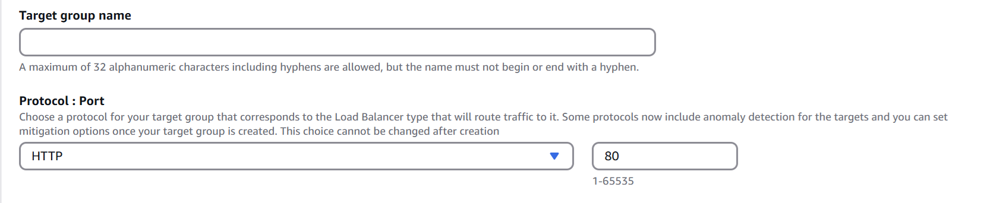 Target group name
A maximum of 32 alphanumeric characters including hyphens are allowed, but the name must not begin or end with a hyphen.
Protocol : Port
Choose a protocol for your target group that corresponds to the Load Balancer type that will route traffic to it. Some protocols now include anomaly detection for the targets and you can set
mitigation options once your target group is created. This choice cannot be changed after creation
HTTP
80
1-65535